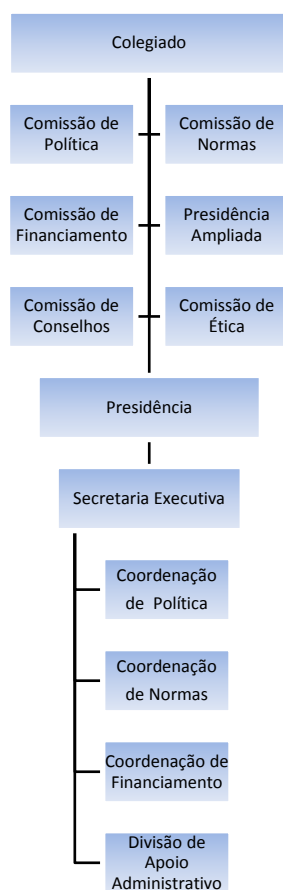 Colegiado
Comissão de
Política
Comissão de
Normas
Comissão de
Financiamento
Presidência
Ampliada
Comissão de
Conselhos
Comissão de
Ética
Presidência
Secretaria Executiva
Coordenação
de Política
Coordenação
de Normas
Coordenação de
Financiamento
Divisão de
Apoio
Administrativo